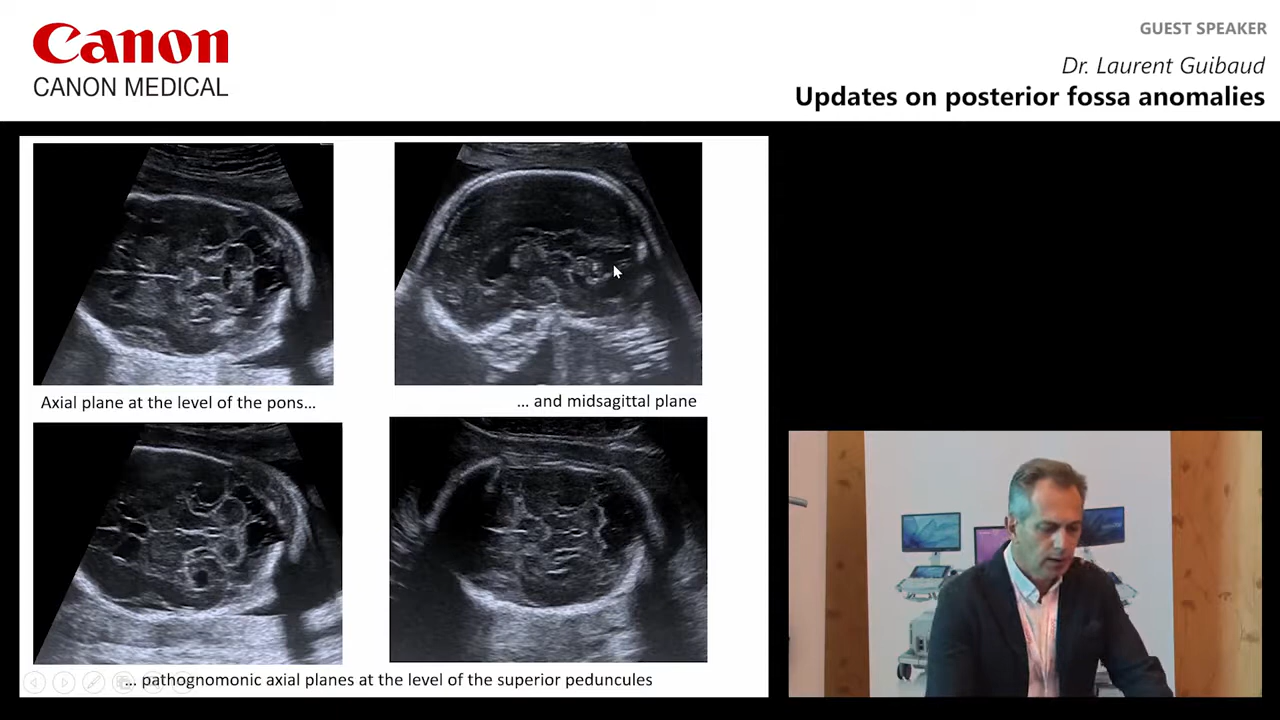 Canon
CANON MEDICAL
GUEST SPEAKER
Dr. Laurent Guibaud
Updates on posterior fossa anomalies
Axial plane at the level of the pons...
... and midsagittal plane
... pathognomonic axial planes at the level of the superior peduncules